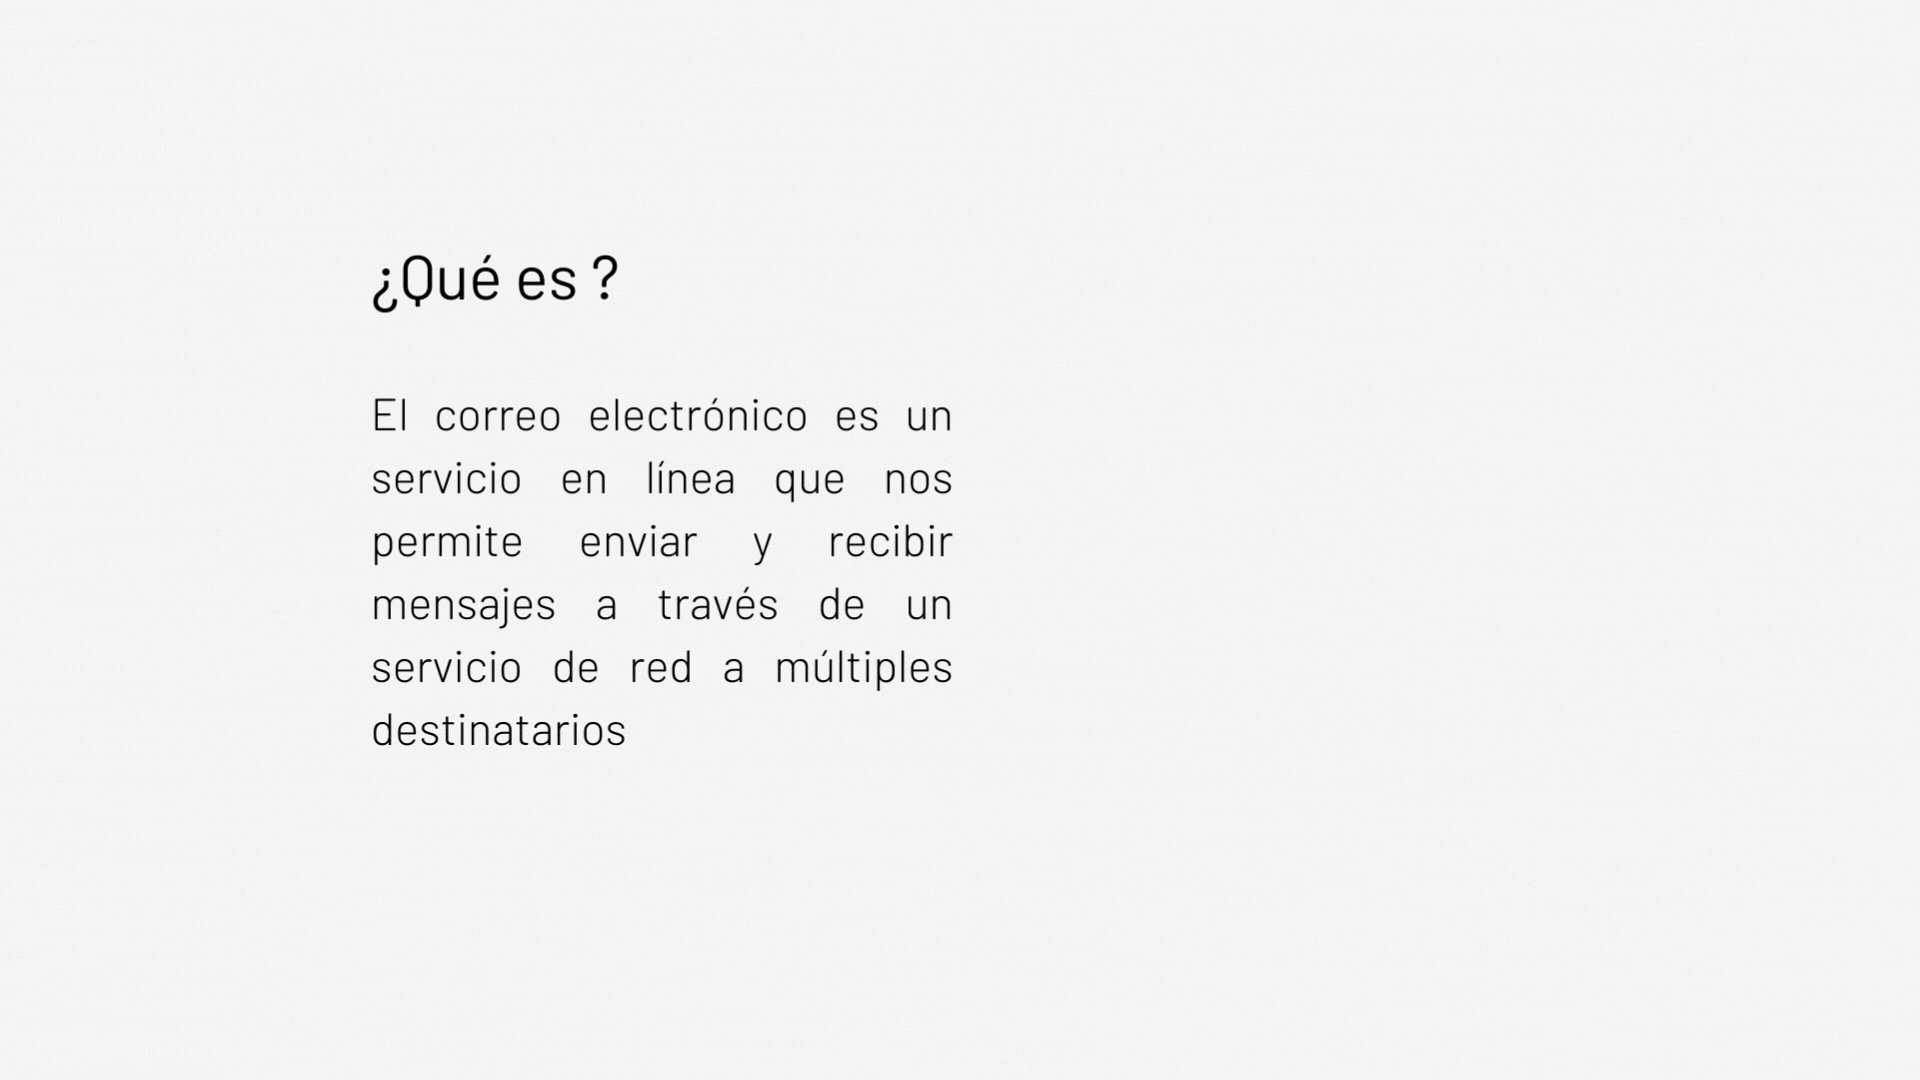 ¿Qué es ?
El correo electrónico es un
servicio en línea que nos
permite enviar y recibir
mensajes a través de un
servicio de red a múltiples
destinatarios